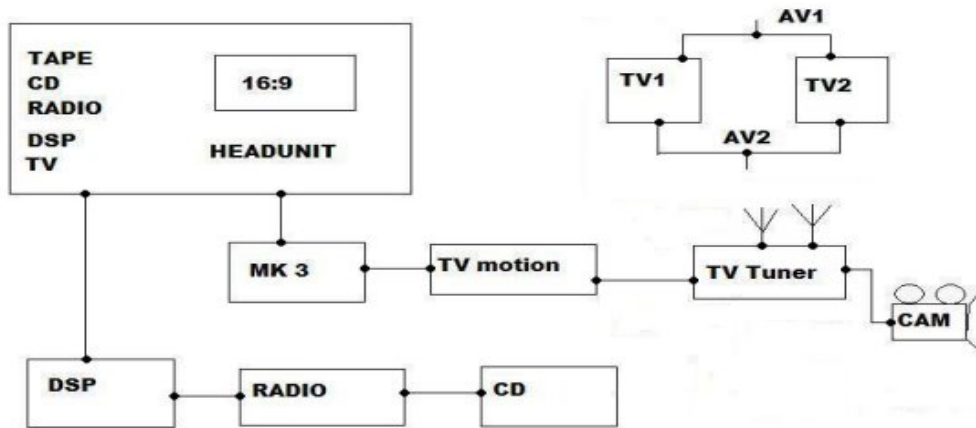 TAPE
CD
RADIO
DSP
TV
16:9
HEADUNIT
AV1
TV1
TV2
AV2
MK 3
TV motion
TV Tuner
CAM
DSP
RADIO
CD